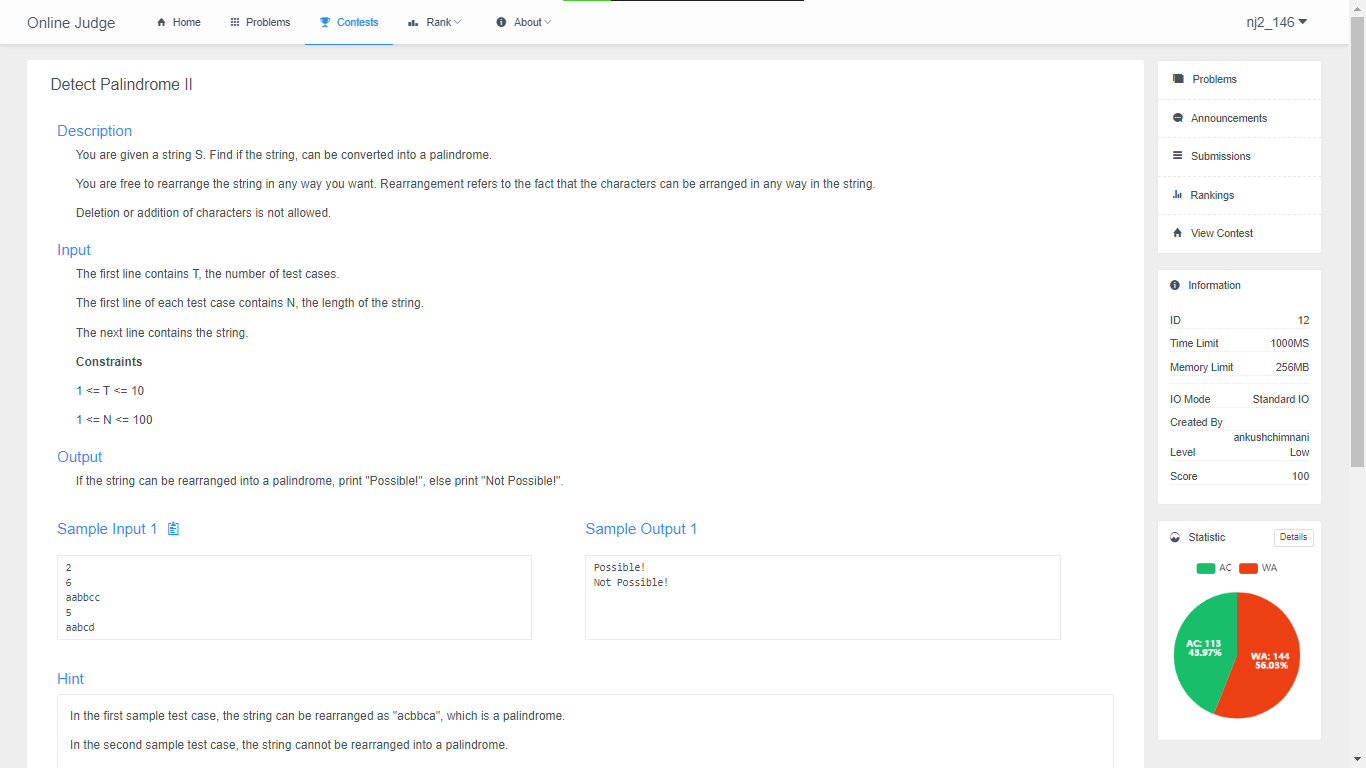 Online Judge
Home
Problems
Contests
Rank
About
nj2_146
Detect Palindrome II
Description
You are given a string S. Find if the string, can be converted into a palindrome.
You are free to rearrange the string in any way you want. Rearrangement refers to the fact that the characters can be arranged in any way in the string.
Deletion or addition of characters is not allowed.
Input
The first line contains T, the number of test cases.
The first line of each test case contains N, the length of the string.
The next line contains the string.
Constraints
1 <= T <= 10
1 <= N <= 100
Output
If the string can be rearranged into a palindrome, print "Possible!", else print "Not Possible!".
Sample Input 1
2
6
aabbcc
5
aabcd
Sample Output 1
Possible!
Not Possible!
Hint
In the first sample test case, the string can be rearranged as "acbbca", which is a palindrome.
In the second sample test case, the string cannot be rearranged into a palindrome.
Problems
Announcements
Submissions
Rankings
View Contest
Information
ID 12
Time Limit 1000MS
Memory Limit 256MB
IO Mode Standard IO
Created By
ankushchimnani
Level Low
Score 100
Statistic Details
AC WA
AC: 113
43.97%
WA: 144
56.03%